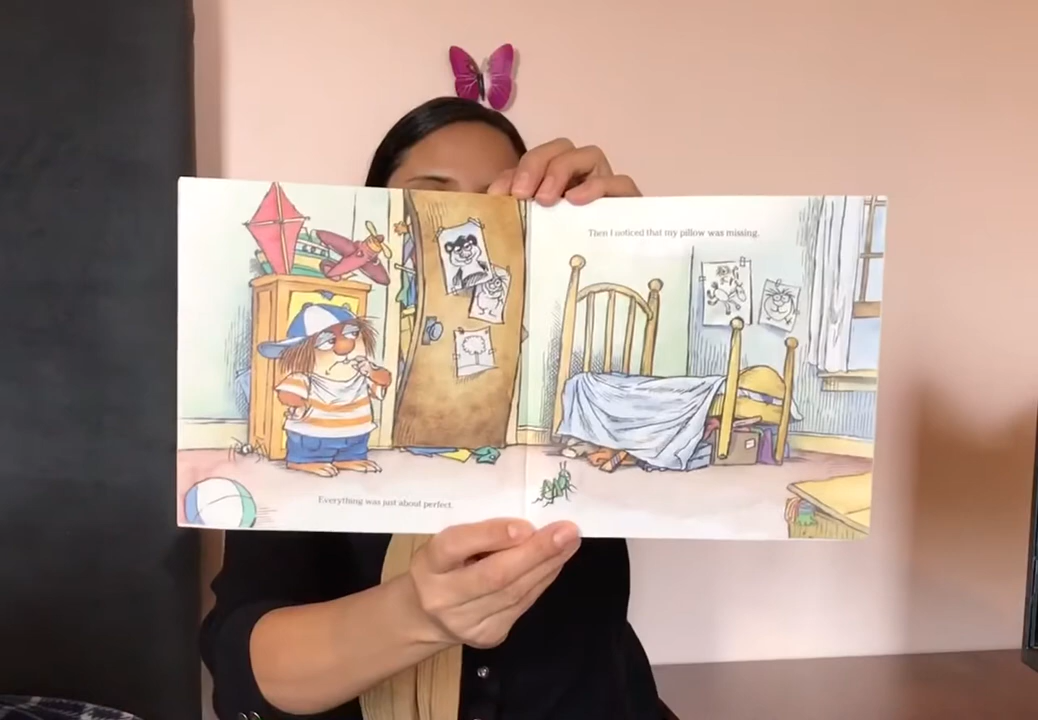 Everything was just about perfect.
Then I noticed that my pillow was missing.